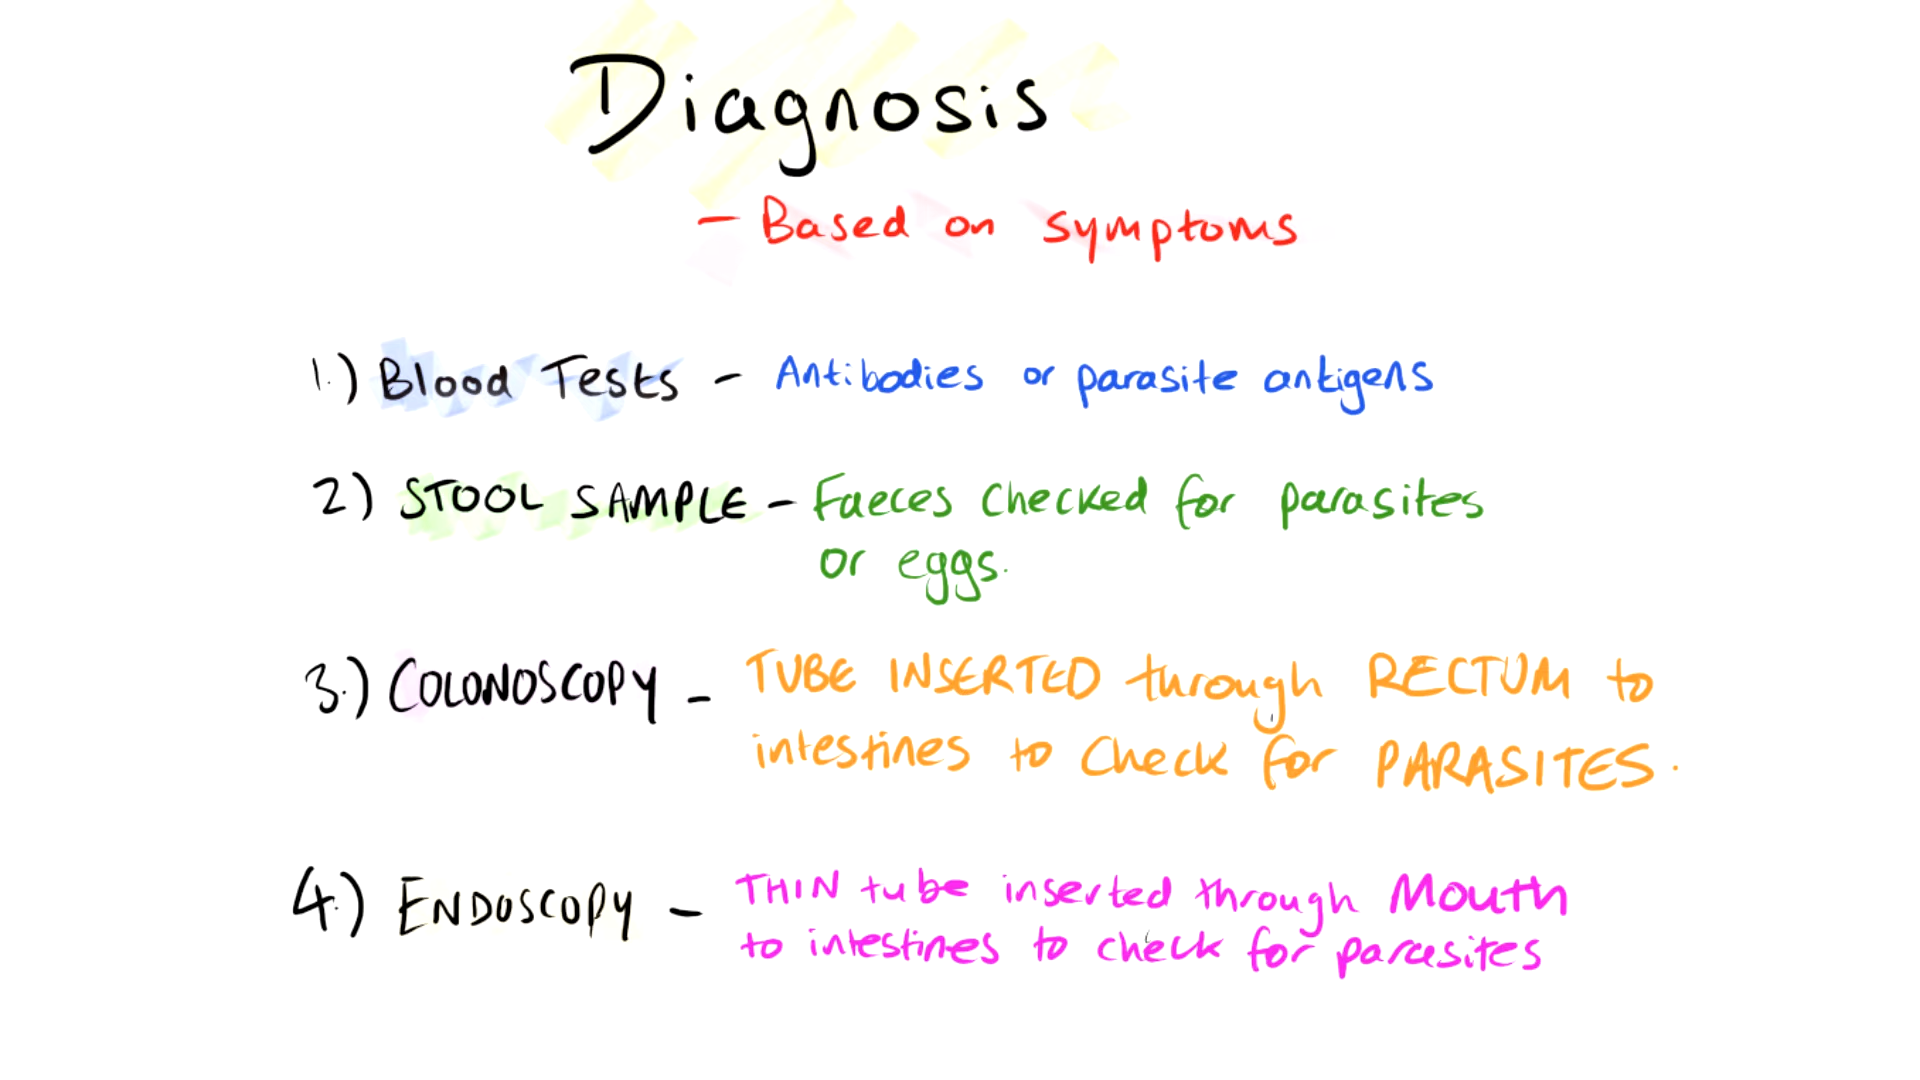 Diagnosis
- Based on symptoms
1.) Blood Tests - Antibodies or parasite antigens
2) STOOL SAMPLE - Faeces checked for parasites
or eggs.
3.) COLONOSCOPY - TUBE INSERTED through RECTUM to
intestines to check for PARASITES.
4.) ENDOSCOPY - THIN tube inserted through Mouth
to intestines to check for parasites